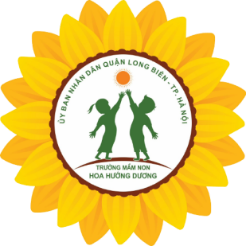 ỦY BAN NHÂN DÂN QUẬN LONG BIÊN - TP. HÀ NỘI
TRƯỜNG MẦM NON
HOA HƯỚNG DƯƠNG